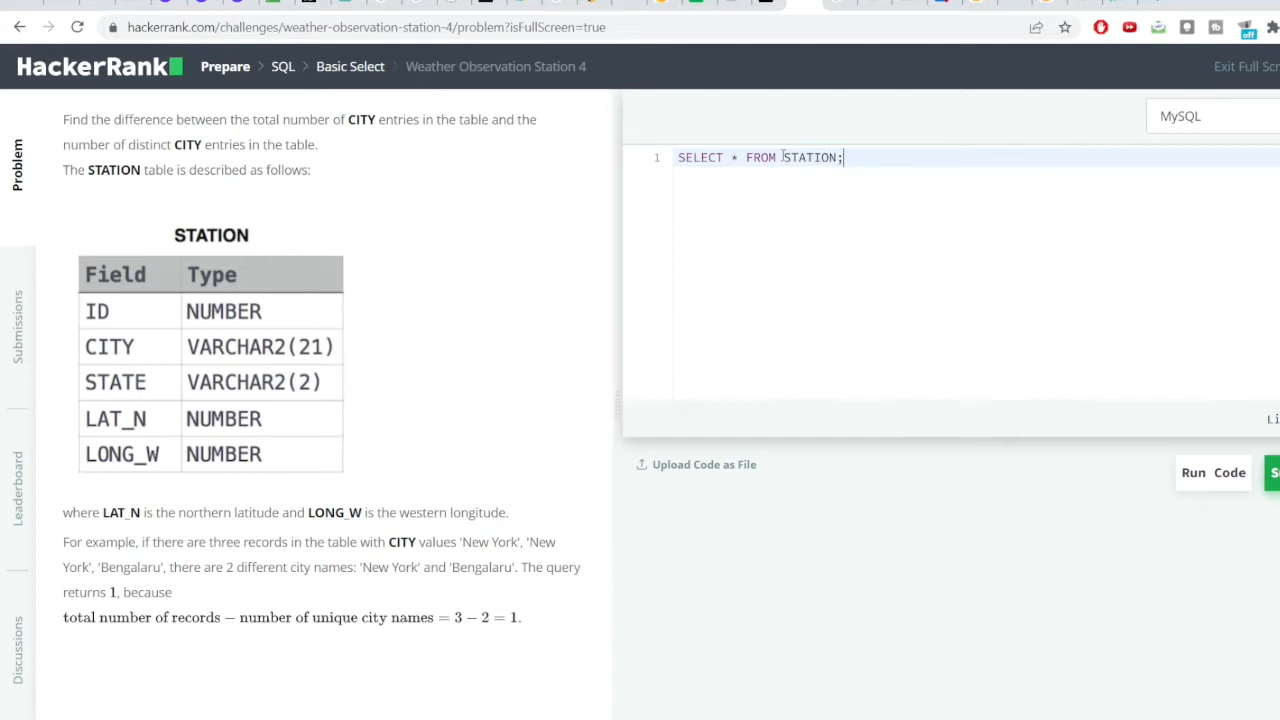 hackerrank.com/challenges/weather-observation-station-4/problem?isFullScreen=true
off
HackerRank Prepare > SQL > Basic Select > Weather Observation Station 4
Exit Full Scr
Problem
Submissions
Leaderboard
Discussions
Find the difference between the total number of CITY entries in the table and the
number of distinct CITY entries in the table.
The STATION table is described as follows:
STATION
Field Type
ID NUMBER
CITY VARCHAR2(21)
STATE VARCHAR2(2)
LAT_N NUMBER
LONG_W NUMBER
where LAT_N is the northern latitude and LONG_W is the western longitude.
For example, if there are three records in the table with CITY values 'New York', 'New
York', 'Bengalaru', there are 2 different city names: 'New York' and 'Bengalaru'. The query
returns 1, because
total number of records − number of unique city names = 3 − 2 = 1.
MySQL
1 SELECT * FROM STATION;
Li
Upload Code as File
Run Code
S